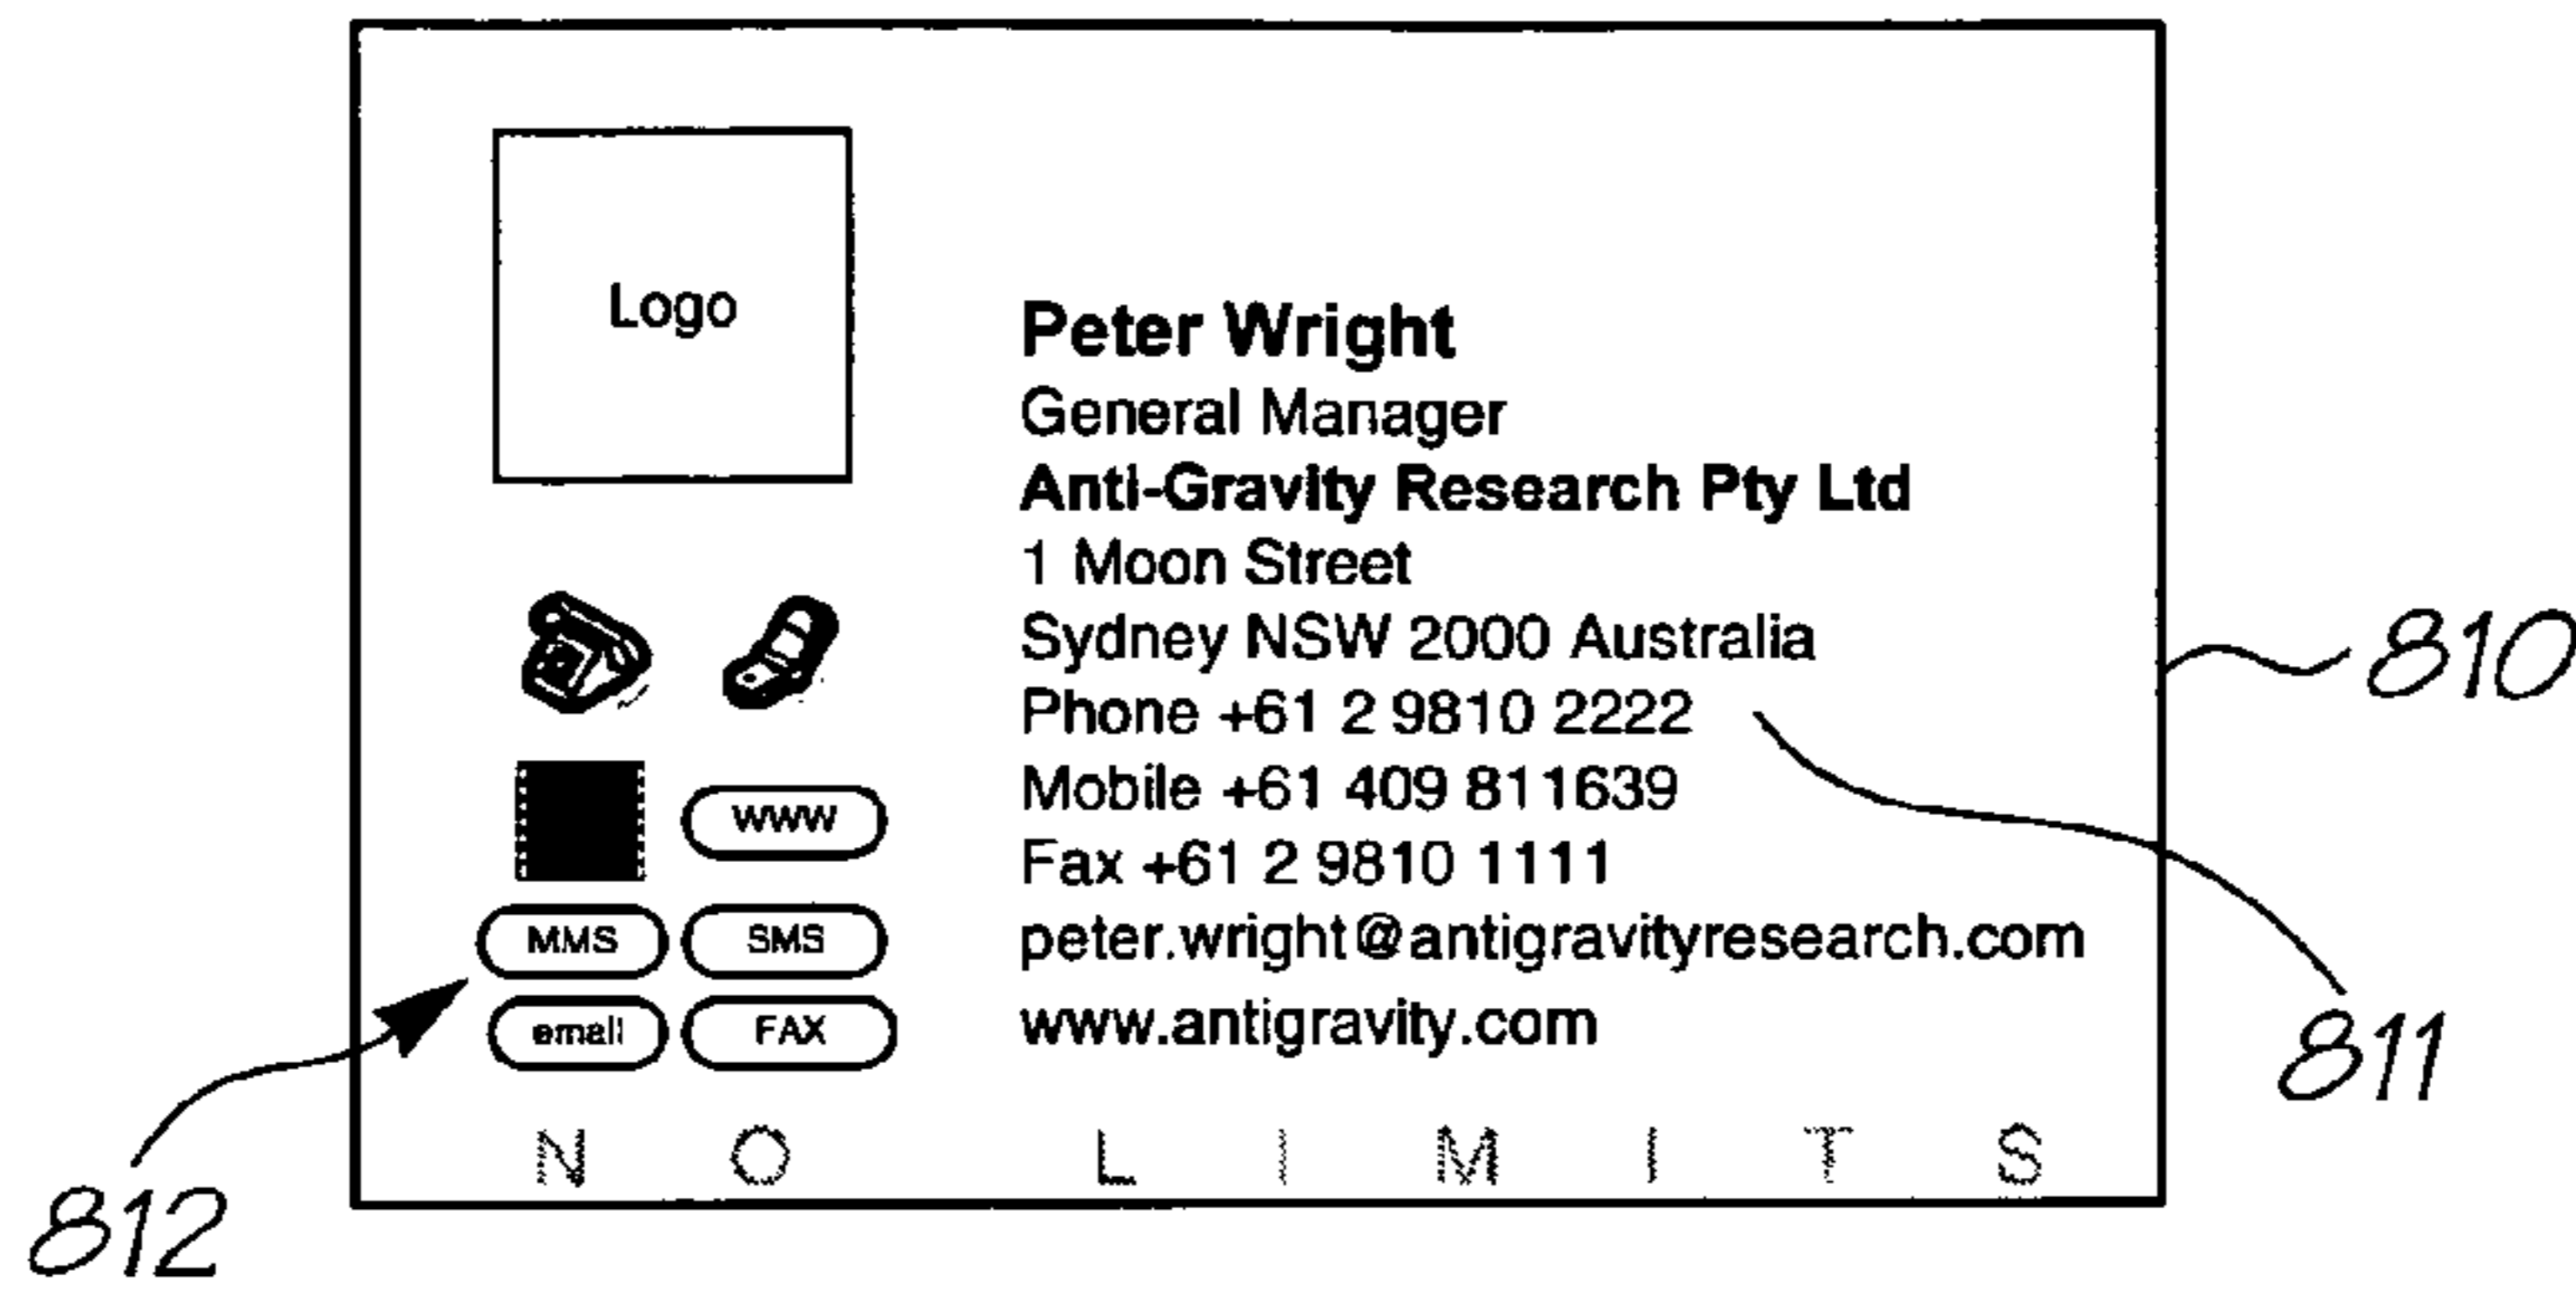 Logo
Peter Wright
General Manager
Anti-Gravity Research Pty Ltd
1 Moon Street
Sydney NSW 2000 Australia
Phone +61 2 9810 2222
Mobile +61 409 811639
Fax +61 2 9810 1111
peter.wright@antigravityresearch.com
www.antigravity.com
WWW
MMS SMS
email FAX
N O L I M I T S
810
811
812